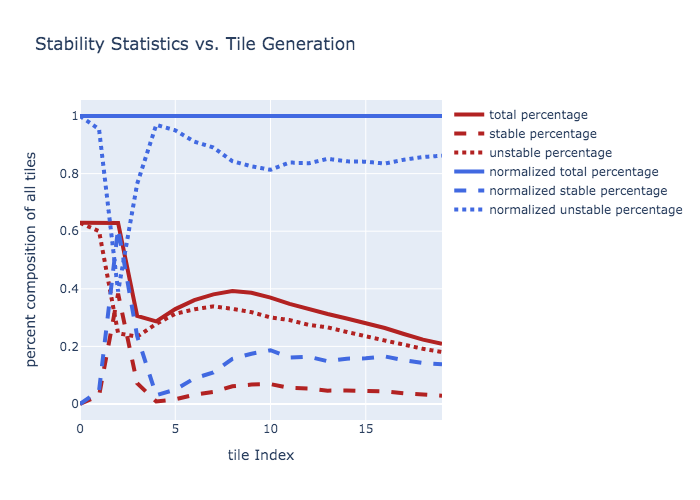 Stability Statistics vs. Tile Generation
percent composition of all tiles
1
0.8
0.6
0.4
0.2
0
0
5
10
15
tile Index
total percentage
stable percentage
unstable percentage
normalized total percentage
normalized stable percentage
normalized unstable percentage